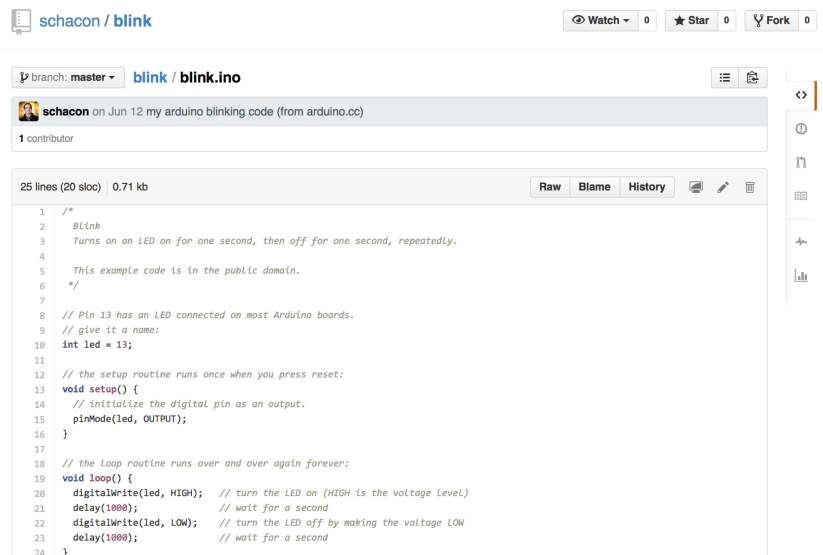 schacon / blink
Watch 0 Star 0 Fork 0
branch: master blink / blink.ino
schacon on Jun 12 my arduino blinking code (from arduino.cc)
1 contributor
25 lines (20 sloc) 0.71 kb Raw Blame History
1 /*
2 Blink
3 Turns on an LED on for one second, then off for one second, repeatedly.
4
5 This example code is in the public domain.
6 */
7
8 // Pin 13 has an LED connected on most Arduino boards.
9 // give it a name:
10 int led = 13;
11
12 // the setup routine runs once when you press reset:
13 void setup() {
14 // initialize the digital pin as an output.
15 pinMode(led, OUTPUT);
16 }
17
18 // the loop routine runs over and over again forever:
19 void loop() {
20 digitalWrite(led, HIGH); // turn the LED on (HIGH is the voltage level)
21 delay(1000); // wait for a second
22 digitalWrite(led, LOW); // turn the LED off by making the voltage LOW
23 delay(1000); // wait for a second
24 }